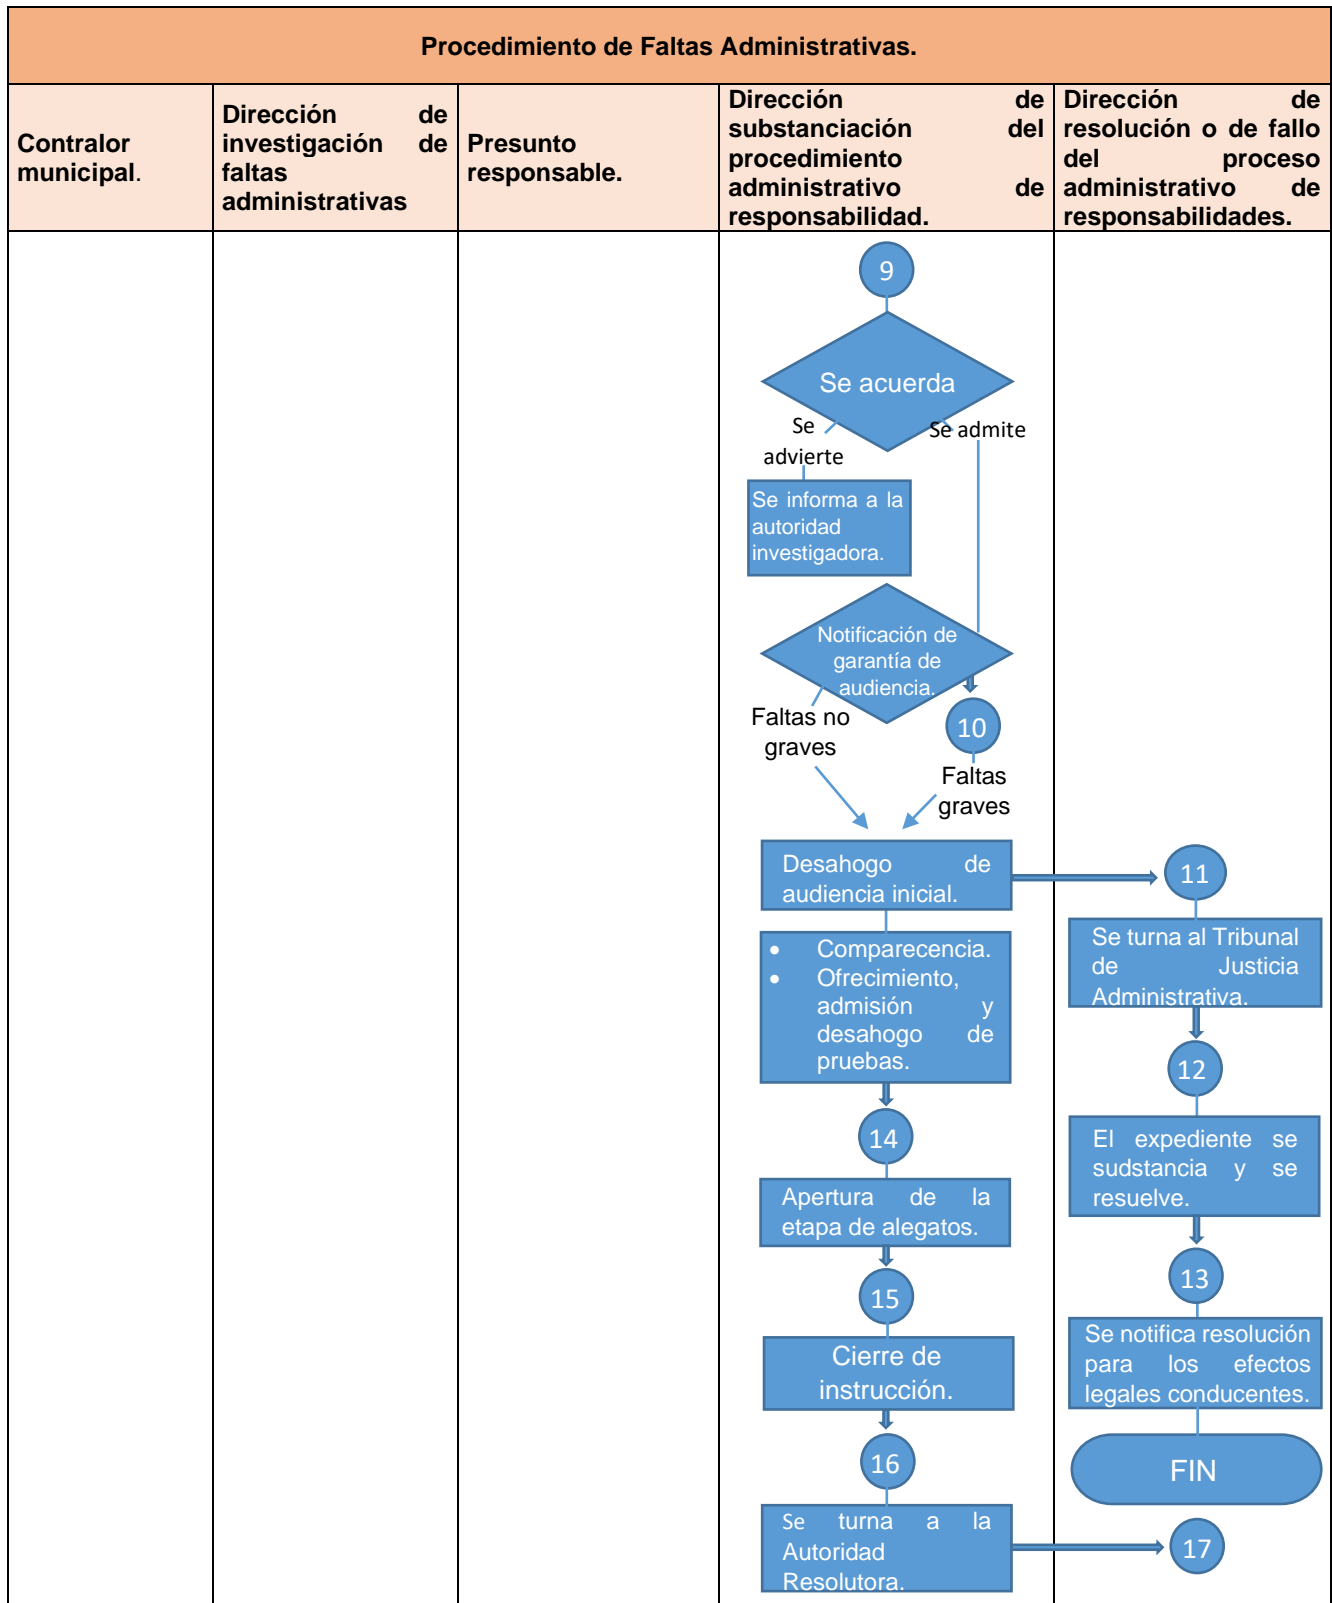 Procedimiento de Faltas Administrativas.
Contralor
municipal.
Dirección de
investigación de
faltas
administrativas
Presunto
responsable.
Dirección de
substanciación del
procedimiento
administrativo de
responsabilidad.
Dirección de
resolución o de fallo
del proceso
administrativo de
responsabilidades.
9
Se acuerda
Se
advierte
Se admite
Se informa a la
autoridad
investigadora.
Notificación de
garantía de
audiencia.
Faltas no
graves
10
Faltas
graves
Desahogo de
audiencia inicial.
• Comparecencia.
• Ofrecimiento,
admisión y
desahogo de
pruebas.
14
Apertura de la
etapa de alegatos.
15
Cierre de
instrucción.
16
Se turna a la
Autoridad
Resolutora.
11
Se turna al Tribunal
de Justicia
Administrativa.
12
El expediente se
sudstancia y se
resuelve.
13
Se notifica resolución
para los efectos
legales conducentes.
FIN
17